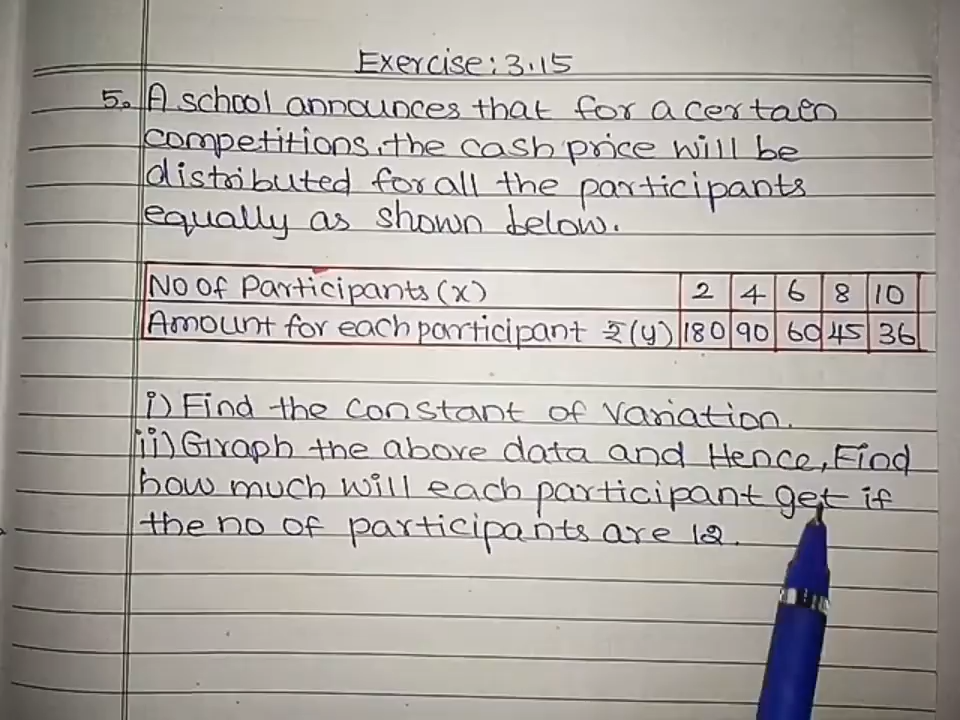 Exercise: 3.15
5. A school announces that for a certain
competitions, the cash price will be
distributed for all the participants
equally as shown below.
No of Participants (x) 2 4 6 8 10
Amount for each participant ₹ (y) 180 90 60 45 36
i) Find the constant of variation.
ii) Graph the above data and Hence, Find
how much will each participant get if
the no of participants are 12.